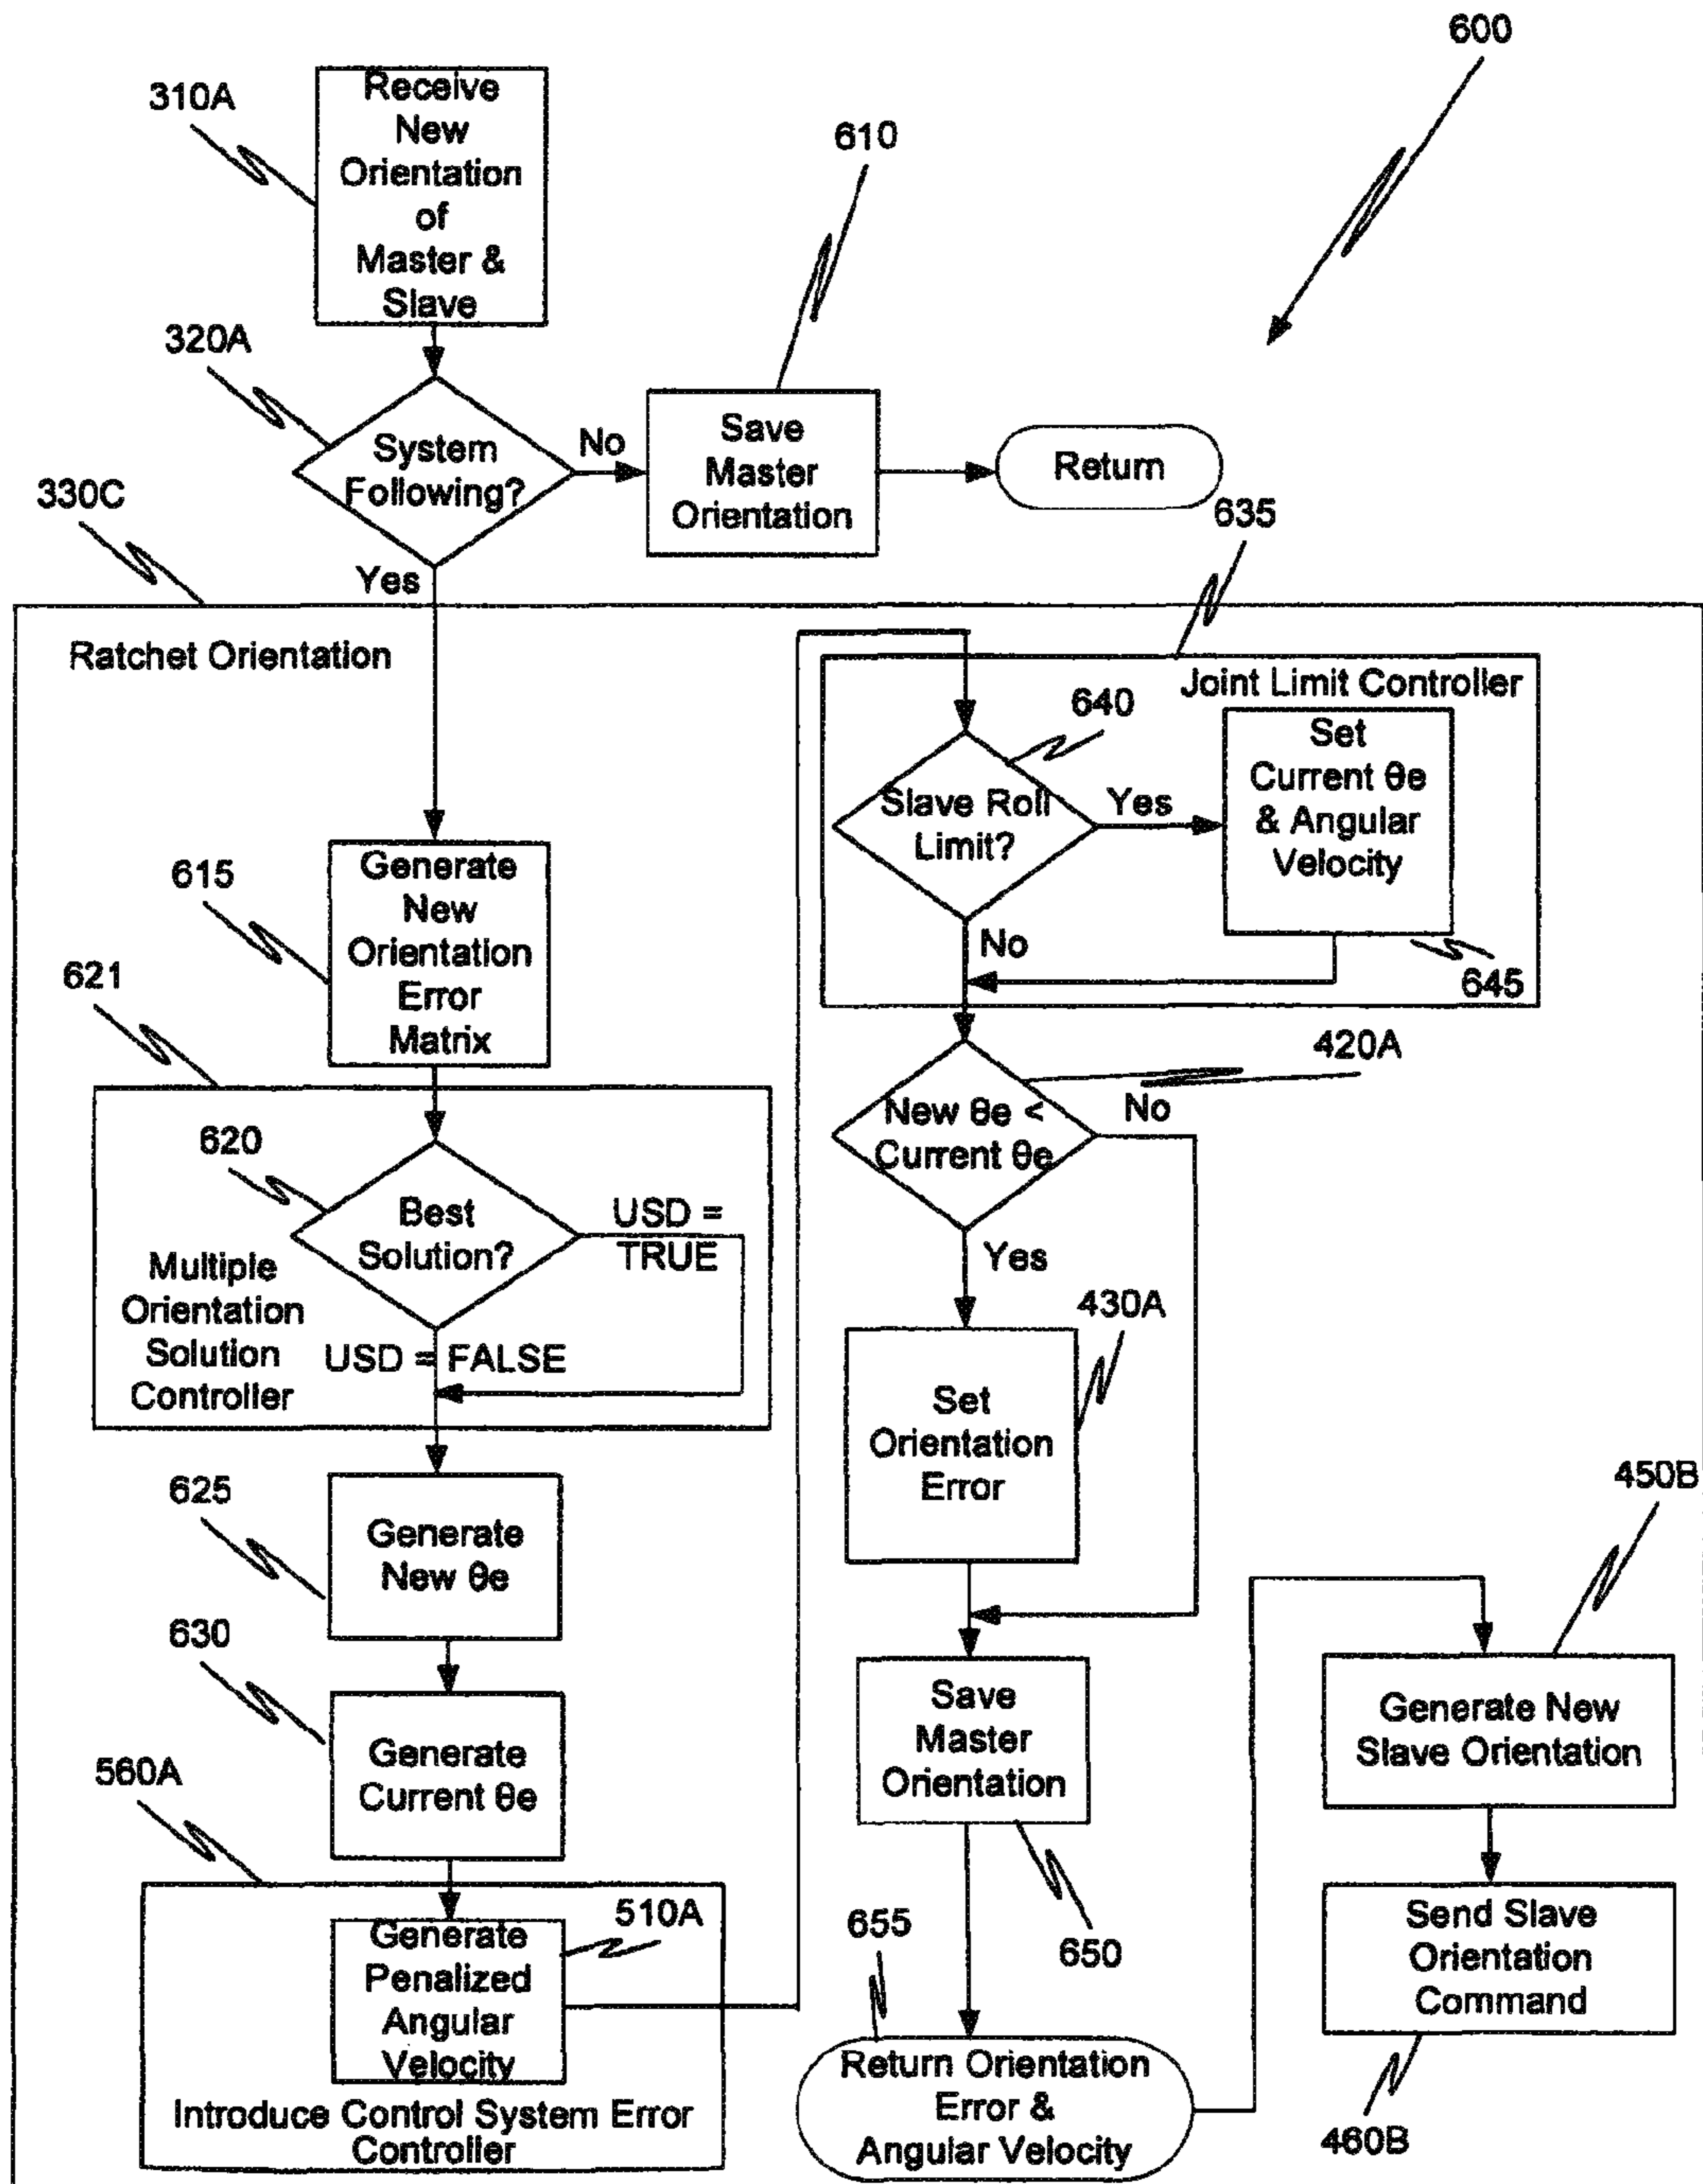 600
310A
Receive
New
Orientation
of
Master &
Slave
610
320A
System
Following?
No
Save
Master
Orientation
Return
330C
Yes
635
Ratchet Orientation
Joint Limit Controller
640
Slave Roll
Limit?
Yes
Set
Current θe
& Angular
Velocity
No
645
615
Generate
New
Orientation
Error
Matrix
621
620
Best
Solution?
USD =
TRUE
Multiple
Orientation
Solution
Controller
USD = FALSE
420A
New θe <
Current θe
No
Yes
430A
Set
Orientation
Error
625
Generate
New θe
630
Generate
Current θe
560A
510A
Generate
Penalized
Angular
Velocity
Introduce Control System Error
Controller
Save
Master
Orientation
650
655
Return Orientation
Error &
Angular Velocity
450B
Generate New
Slave Orientation
Send Slave
Orientation
Command
460B